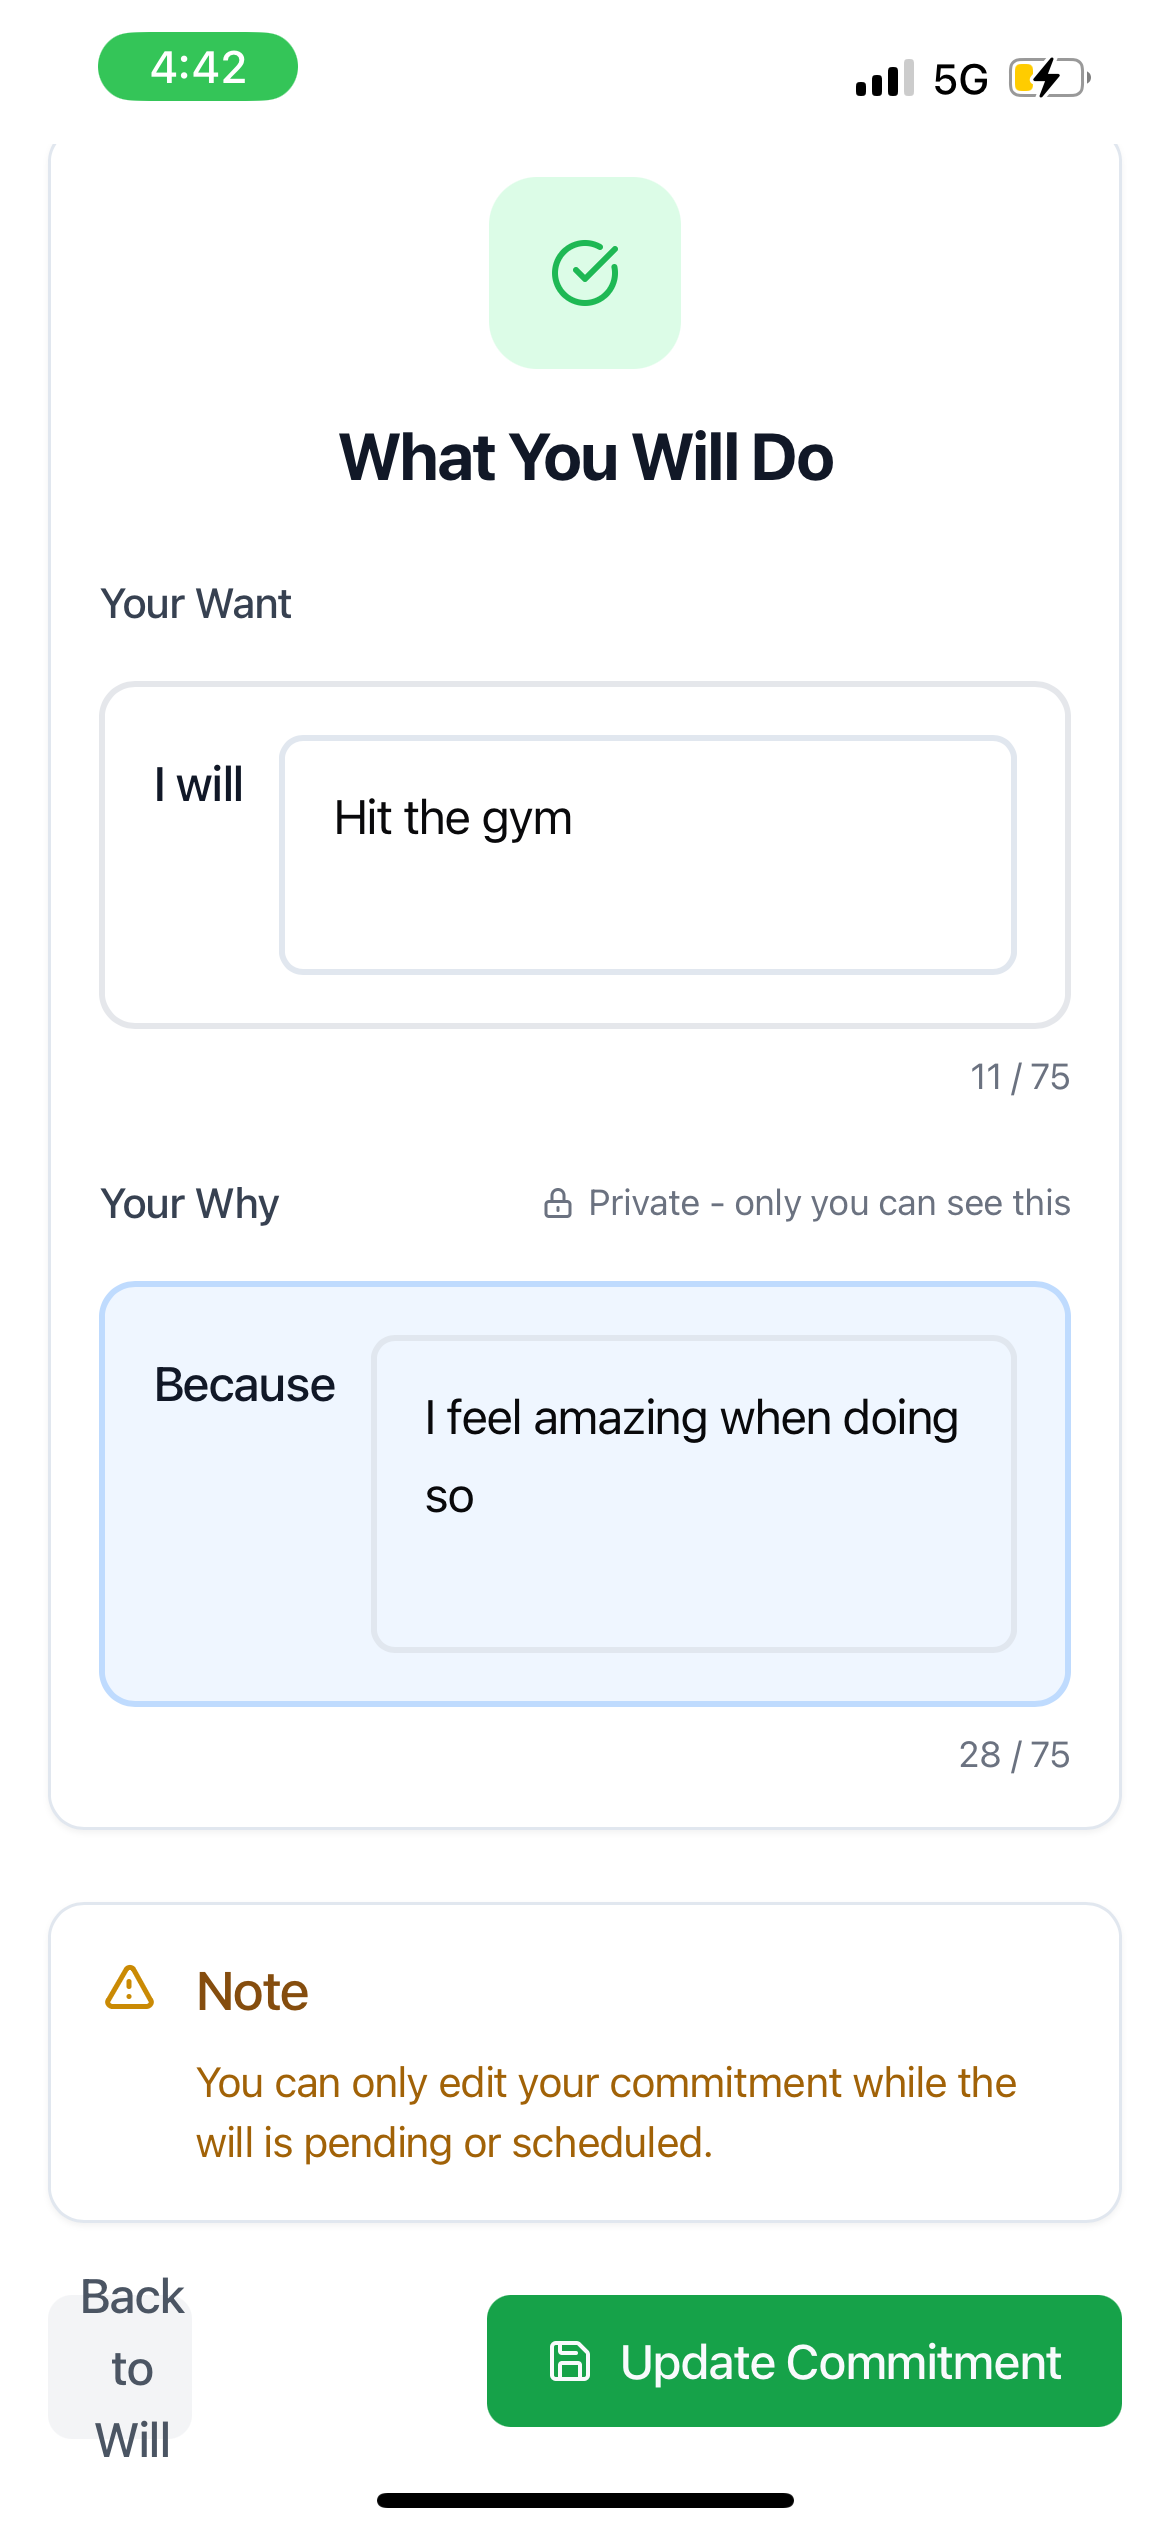 4:42
5G
What You Will Do
Your Want
I will
Hit the gym
11 / 75
Your Why
Private - only you can see this
Because
I feel amazing when doing
so
28 / 75
Note
You can only edit your commitment while the
will is pending or scheduled.
Back
to
Will
Update Commitment